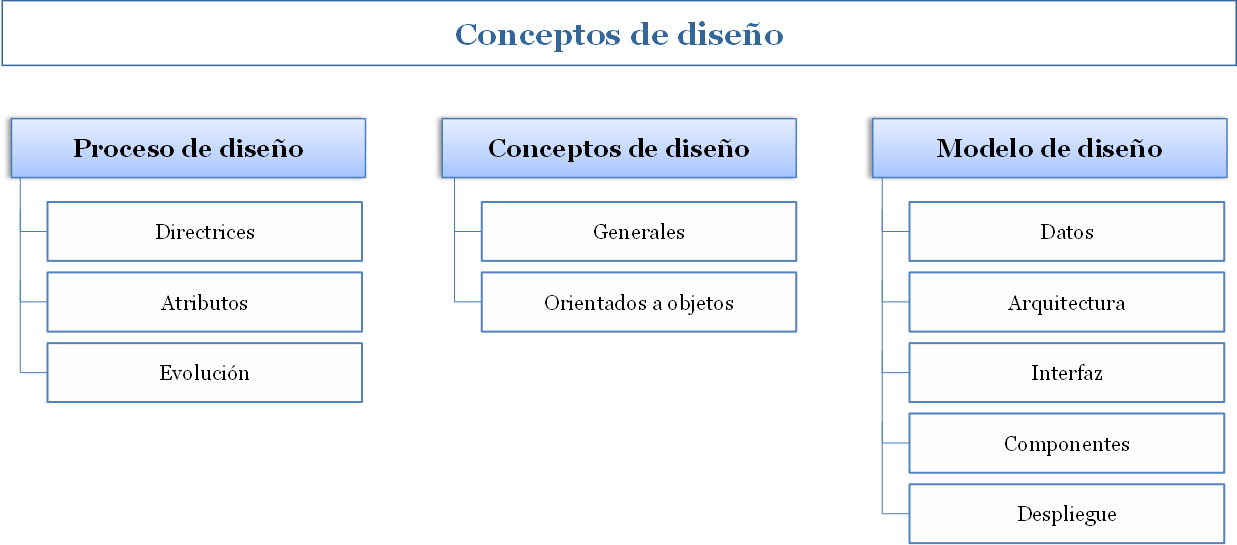 Conceptos de diseño
Proceso de diseño
Directrices
Atributos
Evolución
Conceptos de diseño
Generales
Orientados a objetos
Modelo de diseño
Datos
Arquitectura
Interfaz
Componentes
Despliegue